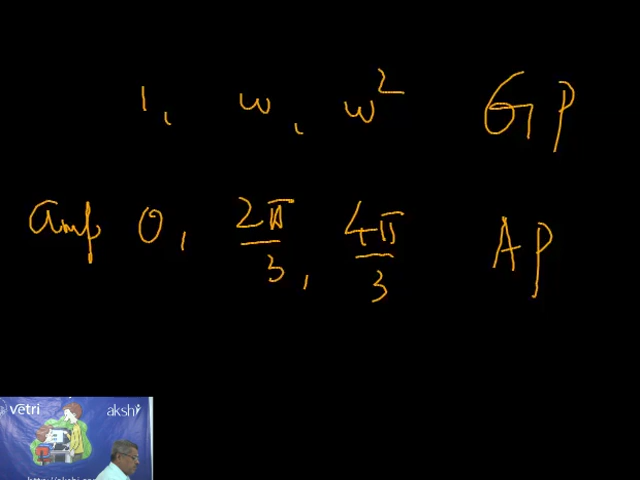 1, ω, ω² GP
amp 0, 2π/3, 4π/3 AP
vetri akshi